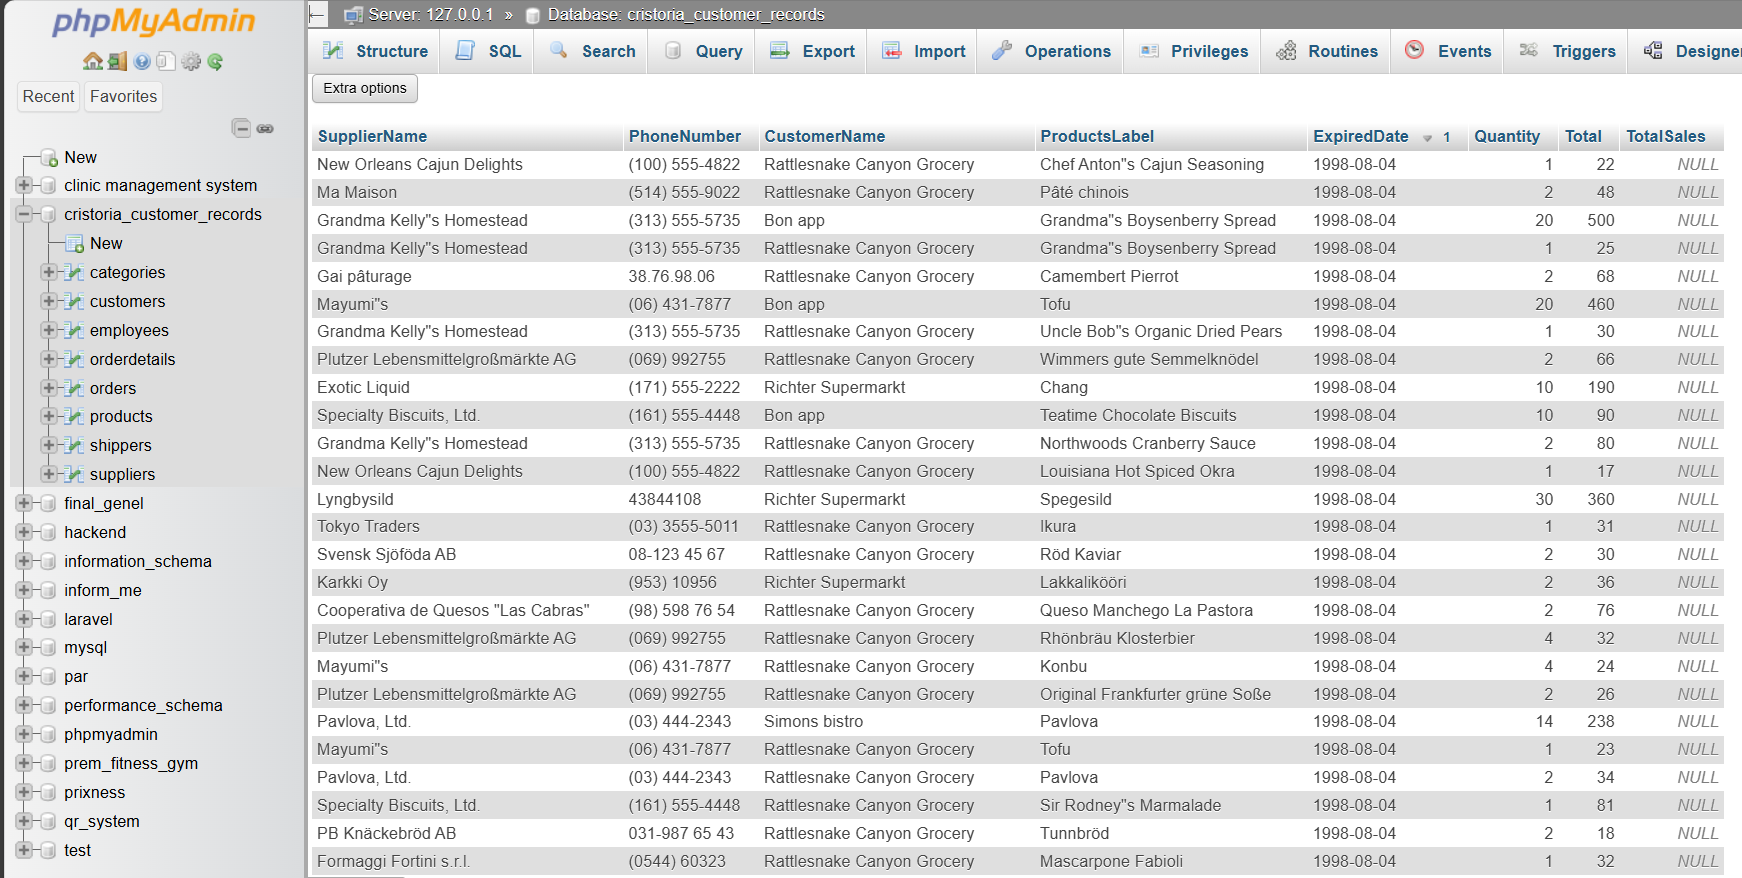 phpMyAdmin
Recent Favorites
New
clinic management system
cristoria_customer_records
New
categories
customers
employees
orderdetails
orders
products
shippers
suppliers
final_genel
hackend
information_schema
inform_me
laravel
mysql
par
performance_schema
phpmyadmin
prem_fitness_gym
prixness
qr_system
test
Server: 127.0.0.1 » Database: cristoria_customer_records
Structure SQL Search Query Export Import Operations Privileges Routines Events Triggers Designer
Extra options
SupplierName PhoneNumber CustomerName ProductsLabel ExpiredDate 1 Quantity Total TotalSales
New Orleans Cajun Delights (100) 555-4822 Rattlesnake Canyon Grocery Chef Anton"s Cajun Seasoning 1998-08-04 1 22 NULL
Ma Maison (514) 555-9022 Rattlesnake Canyon Grocery Pâté chinois 1998-08-04 2 48 NULL
Grandma Kelly"s Homestead (313) 555-5735 Bon app Grandma"s Boysenberry Spread 1998-08-04 20 500 NULL
Grandma Kelly"s Homestead (313) 555-5735 Rattlesnake Canyon Grocery Grandma"s Boysenberry Spread 1998-08-04 1 25 NULL
Gai pâturage 38.76.98.06 Rattlesnake Canyon Grocery Camembert Pierrot 1998-08-04 2 68 NULL
Mayumi"s (06) 431-7877 Bon app Tofu 1998-08-04 20 460 NULL
Grandma Kelly"s Homestead (313) 555-5735 Rattlesnake Canyon Grocery Uncle Bob"s Organic Dried Pears 1998-08-04 1 30 NULL
Plutzer Lebensmittelgroßmärkte AG (069) 992755 Rattlesnake Canyon Grocery Wimmers gute Semmelknödel 1998-08-04 2 66 NULL
Exotic Liquid (171) 555-2222 Richter Supermarkt Chang 1998-08-04 10 190 NULL
Specialty Biscuits, Ltd. (161) 555-4448 Bon app Teatime Chocolate Biscuits 1998-08-04 10 90 NULL
Grandma Kelly"s Homestead (313) 555-5735 Rattlesnake Canyon Grocery Northwoods Cranberry Sauce 1998-08-04 2 80 NULL
New Orleans Cajun Delights (100) 555-4822 Rattlesnake Canyon Grocery Louisiana Hot Spiced Okra 1998-08-04 1 17 NULL
Lyngbysild 43844108 Richter Supermarkt Spegesild 1998-08-04 30 360 NULL
Tokyo Traders (03) 3555-5011 Rattlesnake Canyon Grocery Ikura 1998-08-04 1 31 NULL
Svensk Sjöföda AB 08-123 45 67 Rattlesnake Canyon Grocery Röd Kaviar 1998-08-04 2 30 NULL
Karkki Oy (953) 10956 Richter Supermarkt Lakkalikööri 1998-08-04 2 36 NULL
Cooperativa de Quesos "Las Cabras" (98) 598 76 54 Rattlesnake Canyon Grocery Queso Manchego La Pastora 1998-08-04 2 76 NULL
Plutzer Lebensmittelgroßmärkte AG (069) 992755 Rattlesnake Canyon Grocery Rhönbräu Klosterbier 1998-08-04 4 32 NULL
Mayumi"s (06) 431-7877 Rattlesnake Canyon Grocery Konbu 1998-08-04 4 24 NULL
Plutzer Lebensmittelgroßmärkte AG (069) 992755 Rattlesnake Canyon Grocery Original Frankfurter grüne Soße 1998-08-04 2 26 NULL
Pavlova, Ltd. (03) 444-2343 Simons bistro Pavlova 1998-08-04 14 238 NULL
Mayumi"s (06) 431-7877 Rattlesnake Canyon Grocery Tofu 1998-08-04 1 23 NULL
Pavlova, Ltd. (03) 444-2343 Rattlesnake Canyon Grocery Pavlova 1998-08-04 2 34 NULL
Specialty Biscuits, Ltd. (161) 555-4448 Rattlesnake Canyon Grocery Sir Rodney"s Marmalade 1998-08-04 1 81 NULL
PB Knäckebröd AB 031-987 65 43 Rattlesnake Canyon Grocery Tunnbröd 1998-08-04 2 18 NULL
Formaggi Fortini s.r.l. (0544) 60323 Rattlesnake Canyon Grocery Mascarpone Fabioli 1998-08-04 1 32 NULL